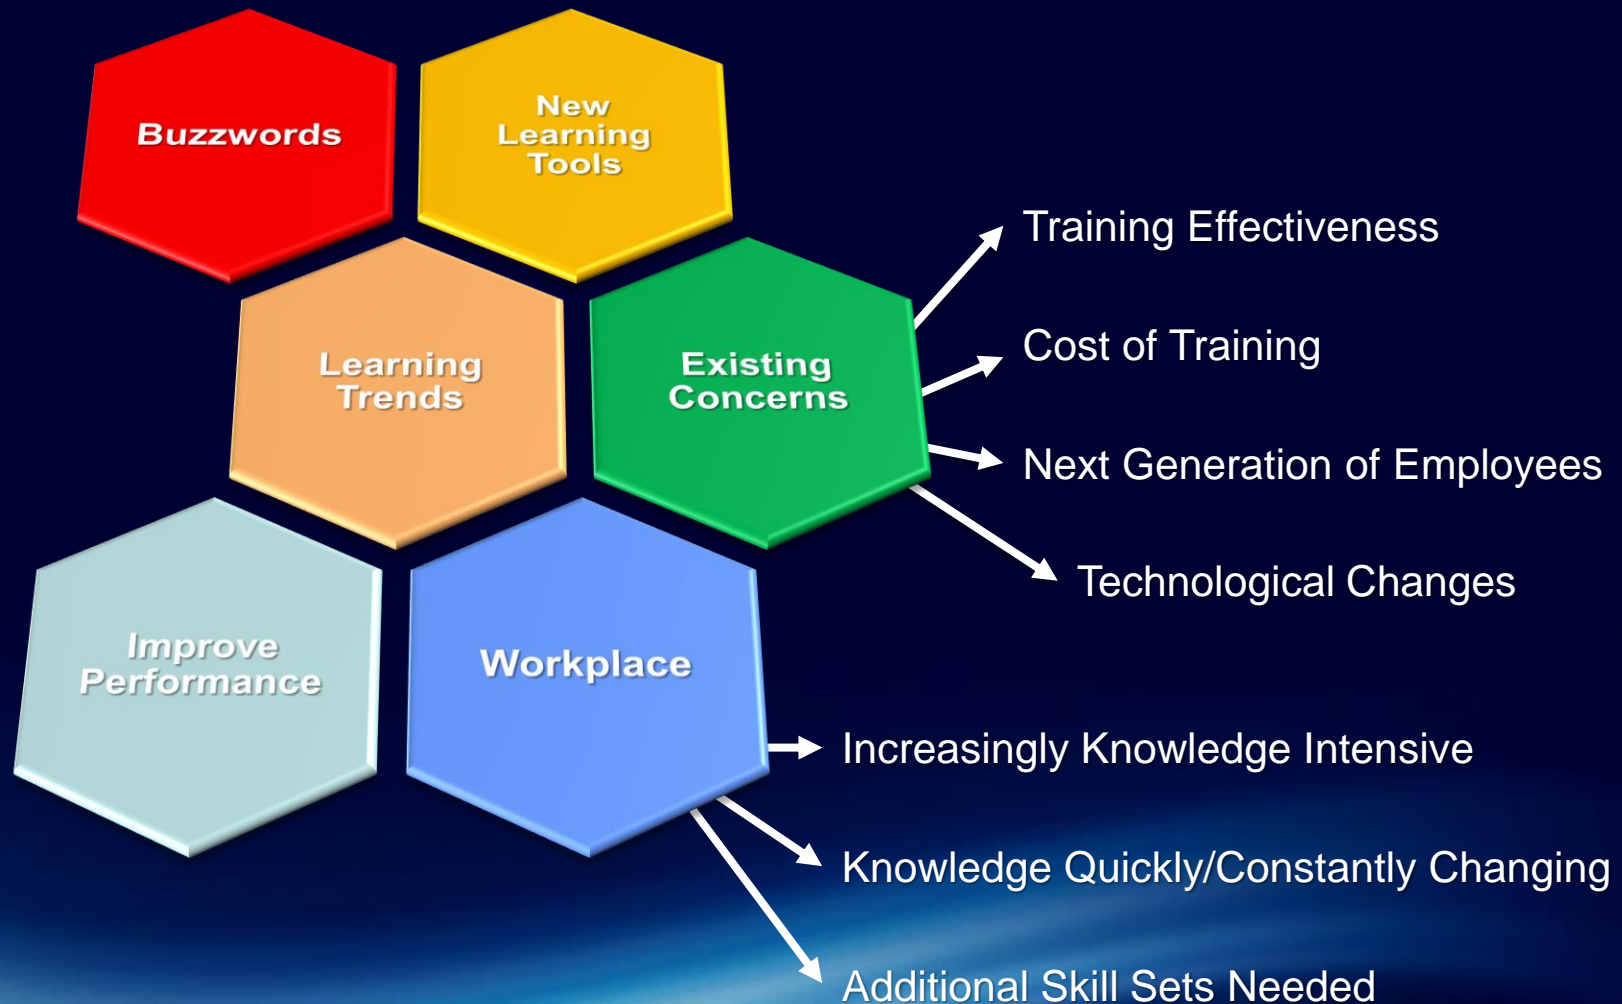 Buzzwords
New
Learning
Tools
Learning
Trends
Existing
Concerns
Training Effectiveness
Cost of Training
Next Generation of Employees
Technological Changes
Improve
Performance
Workplace
Increasingly Knowledge Intensive
Knowledge Quickly/Constantly Changing
Additional Skill Sets Needed